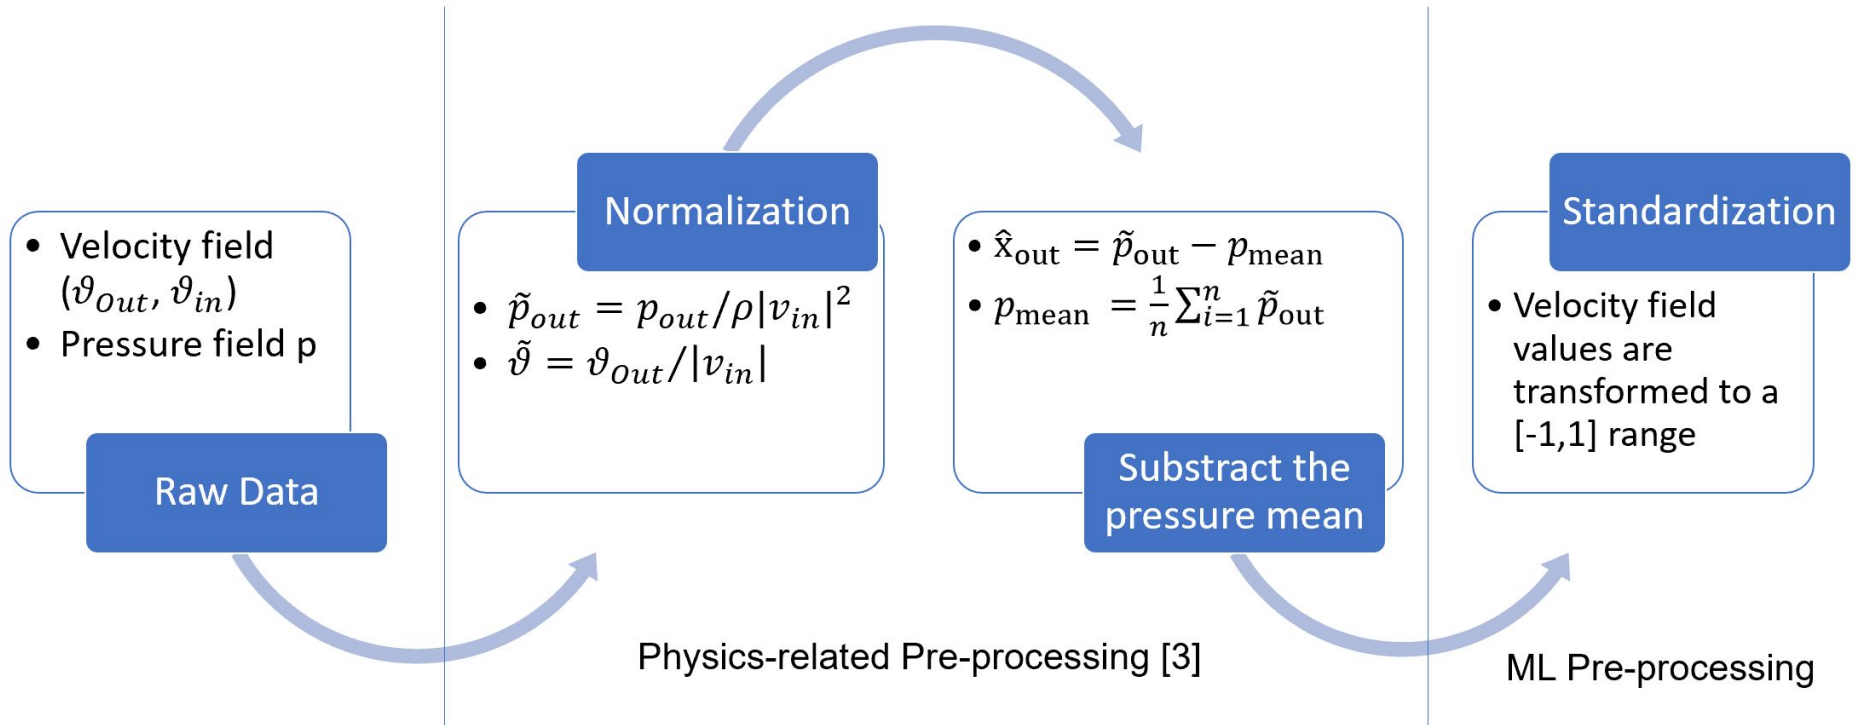 • Velocity field
(ϑ_Out, ϑ_in)
• Pressure field p
Raw Data
Normalization
• p̃_out = p_out/ρ|v_in|²
• ϑ̃ = ϑ_Out/|v_in|
• x̂_out = p̃_out − p_mean
• p_mean = 1/n ∑ⁿ_{i=1} p̃_out
Substract the
pressure mean
Standardization
• Velocity field
values are
transformed to a
[-1,1] range
Physics-related Pre-processing [3]
ML Pre-processing